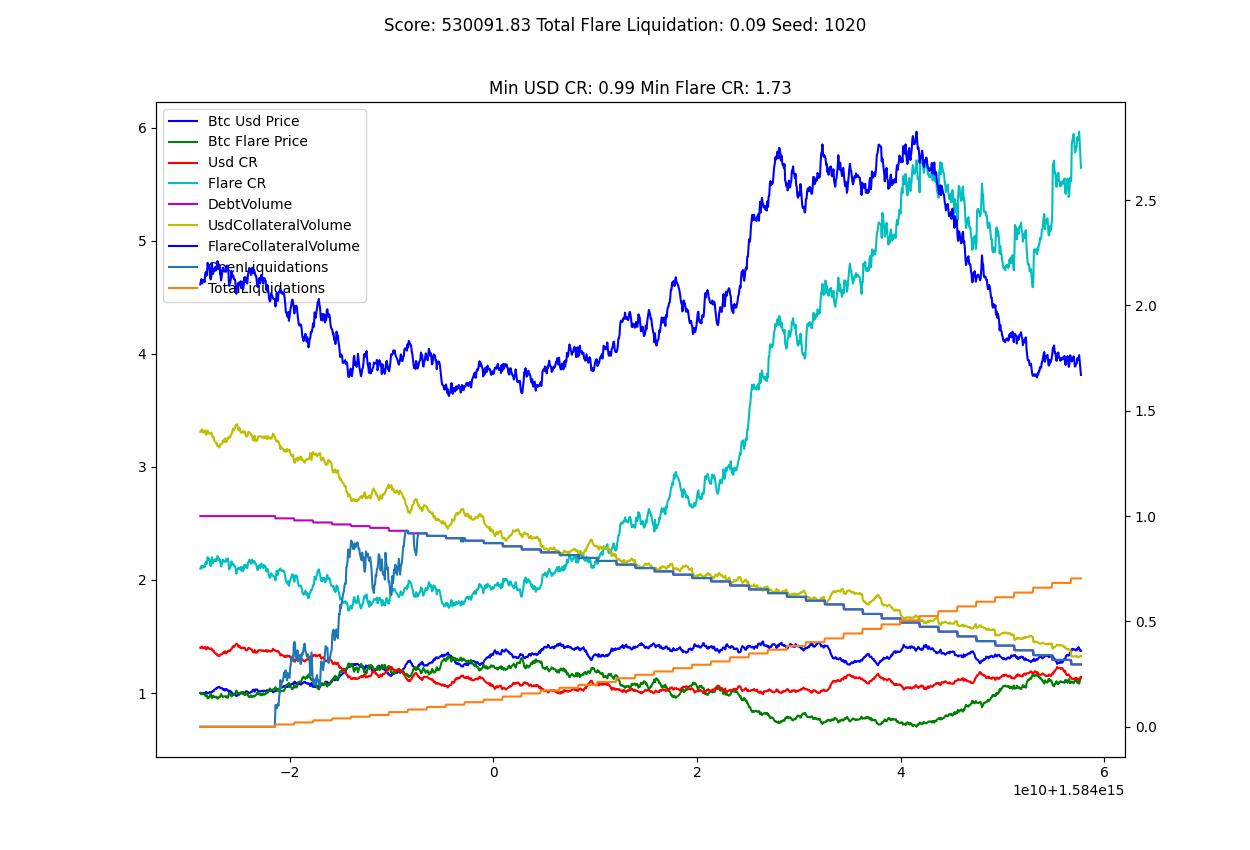 Score: 530091.83 Total Flare Liquidation: 0.09 Seed: 1020
Min USD CR: 0.99 Min Flare CR: 1.73
Btc Usd Price
Btc Flare Price
Usd CR
Flare CR
DebtVolume
UsdCollateralVolume
FlareCollateralVolume
OpenLiquidations
TotalLiquidations
6
5
4
3
2
1
2.5
2.0
1.5
1.0
0.5
0.0
−2
0
2
4
6
1e10+1.584e15